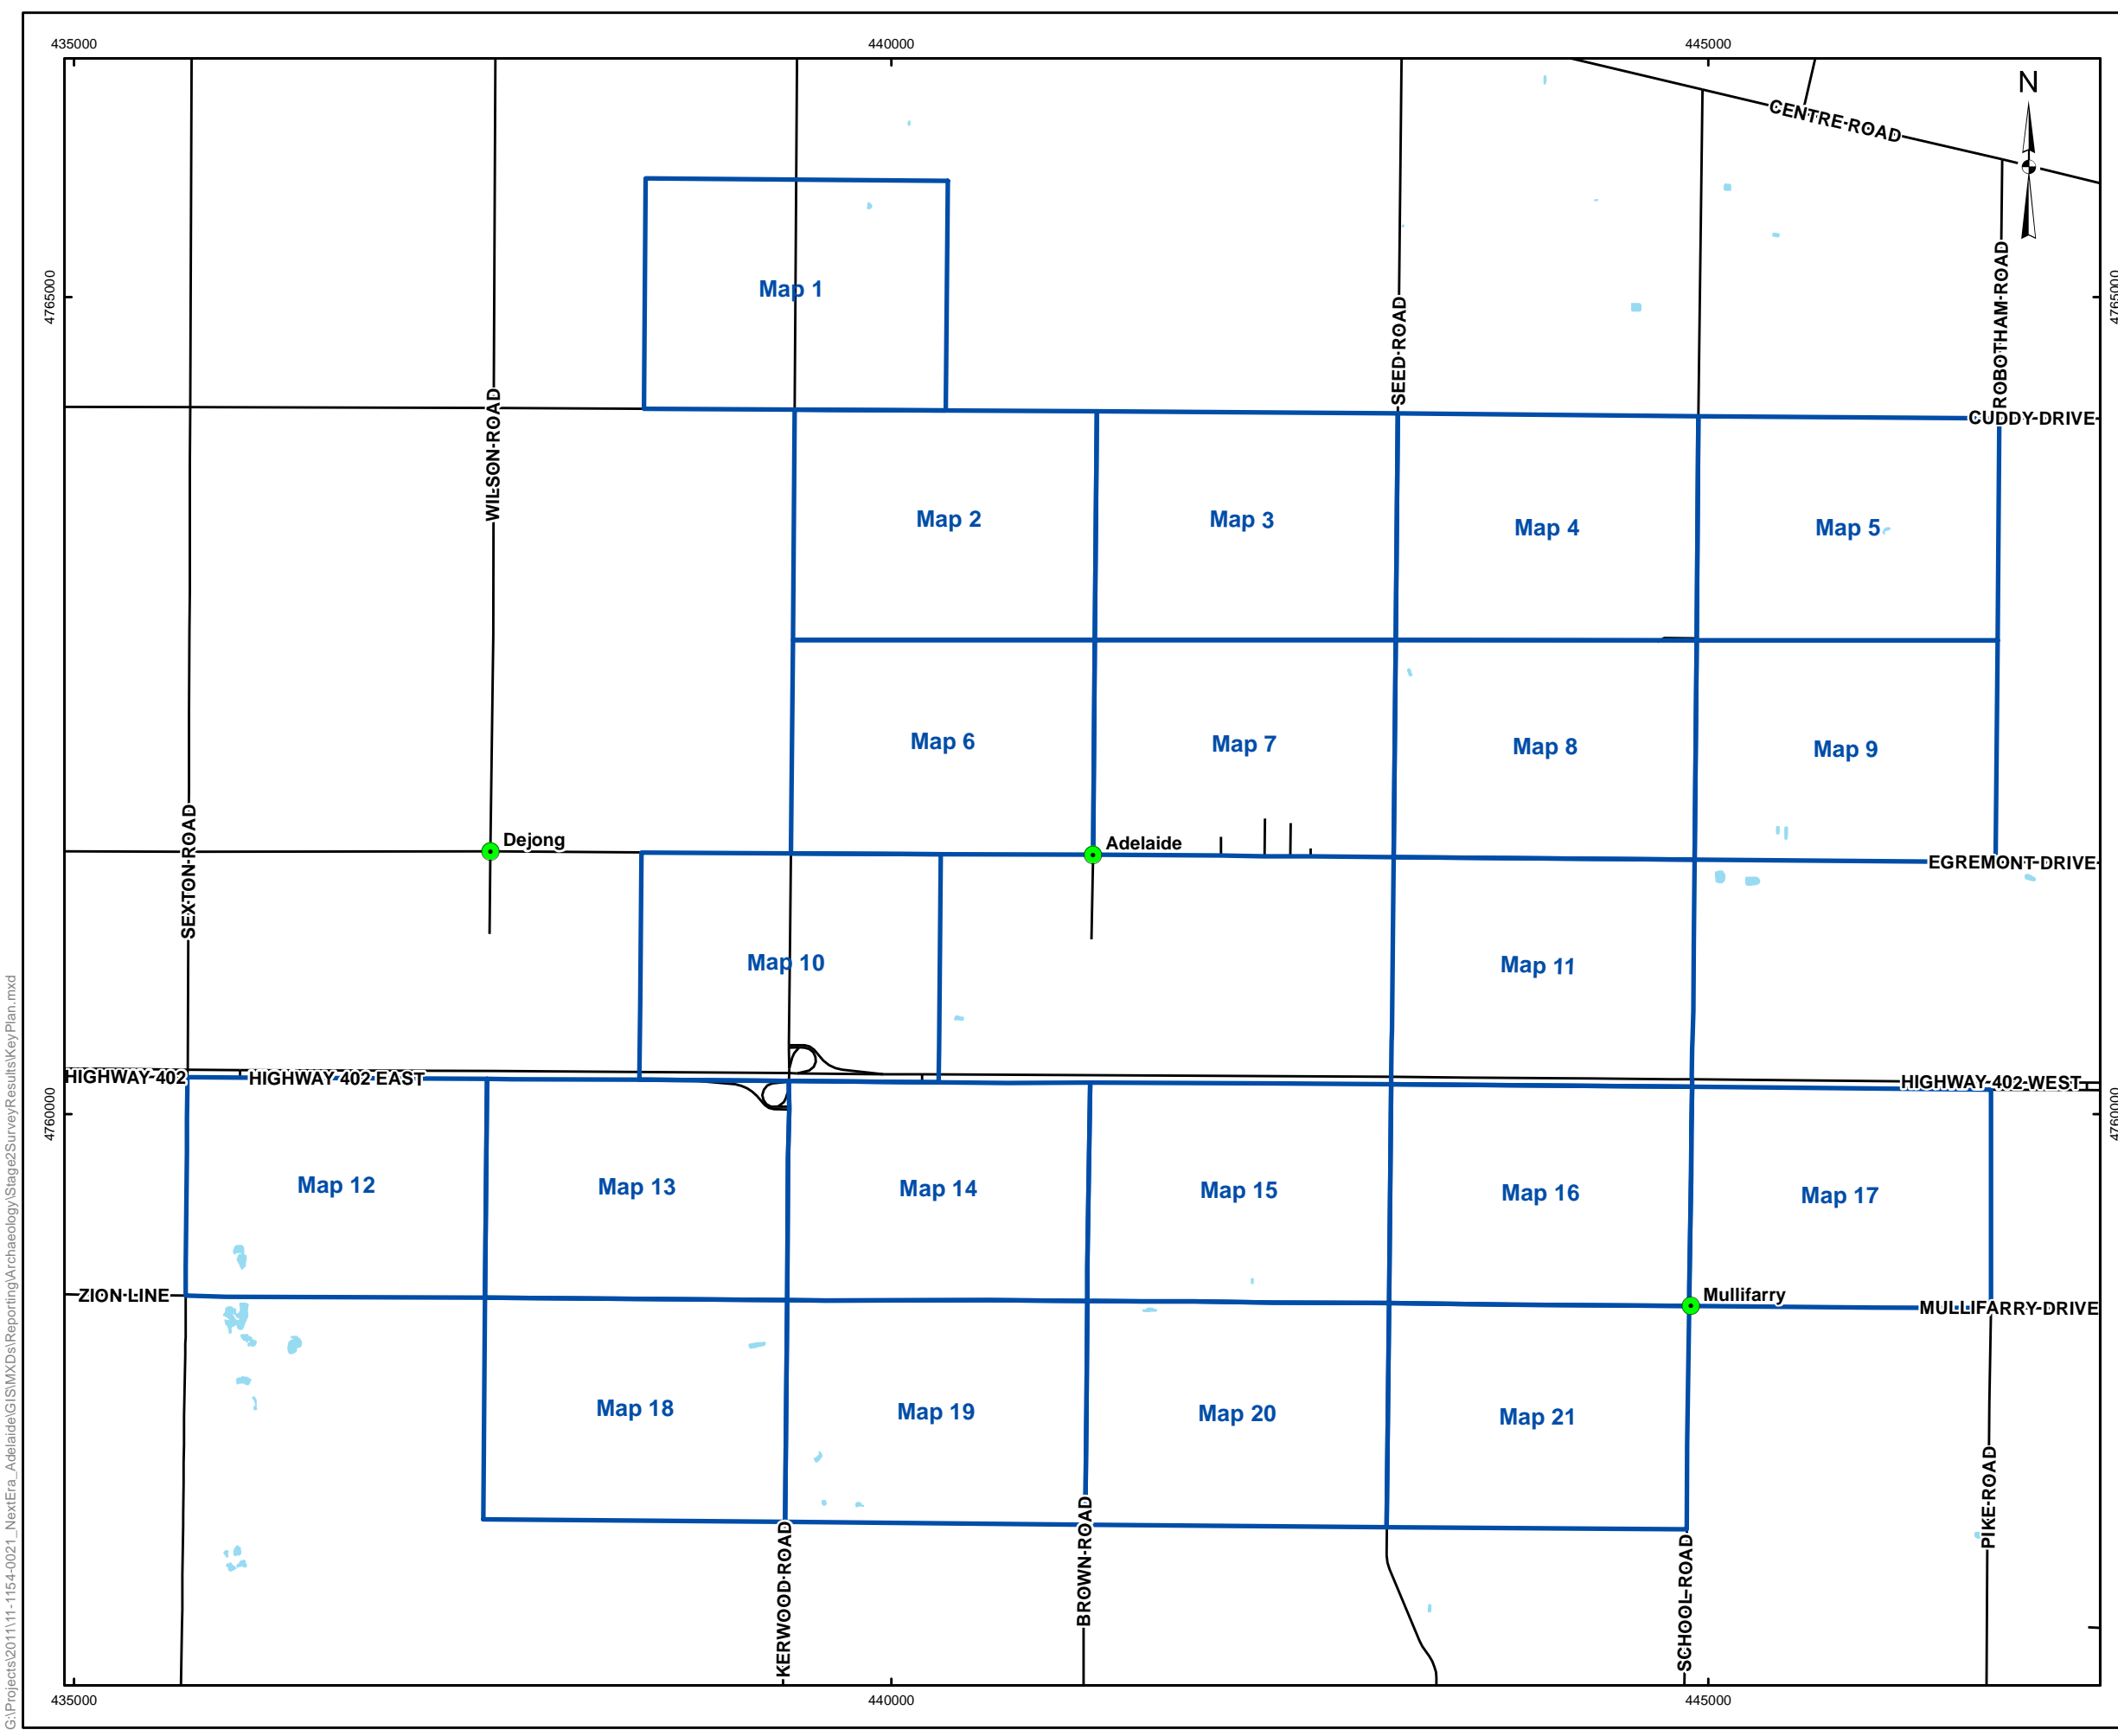 435000 440000 445000
N
CENTRE ROAD
4765000
4765000
Map 1
SEED ROAD
ROBOTHAM ROAD
WILSON ROAD
CUDDY DRIVE
Map 2
Map 3
Map 4
Map 5
Map 6
Map 7
Map 8
Map 9
SEXTON ROAD
Dejong
Adelaide
EGREMONT DRIVE
Map 10
Map 11
HIGHWAY 402
HIGHWAY 402 EAST
HIGHWAY 402 WEST
4760000
4760000
Map 12
Map 13
Map 14
Map 15
Map 16
Map 17
ZION LINE
Mullifarry
MULLIFARRY DRIVE
Map 18
Map 19
Map 20
Map 21
KERWOOD ROAD
BROWN ROAD
SCHOOL ROAD
PIKE ROAD
435000 440000 445000
G:\Projects\2011\11-1154-0021_NextEra_Adelaide\GIS\MXDs\Reporting\Archaeology\Stage2SurveyResults\KeyPlan.mxd